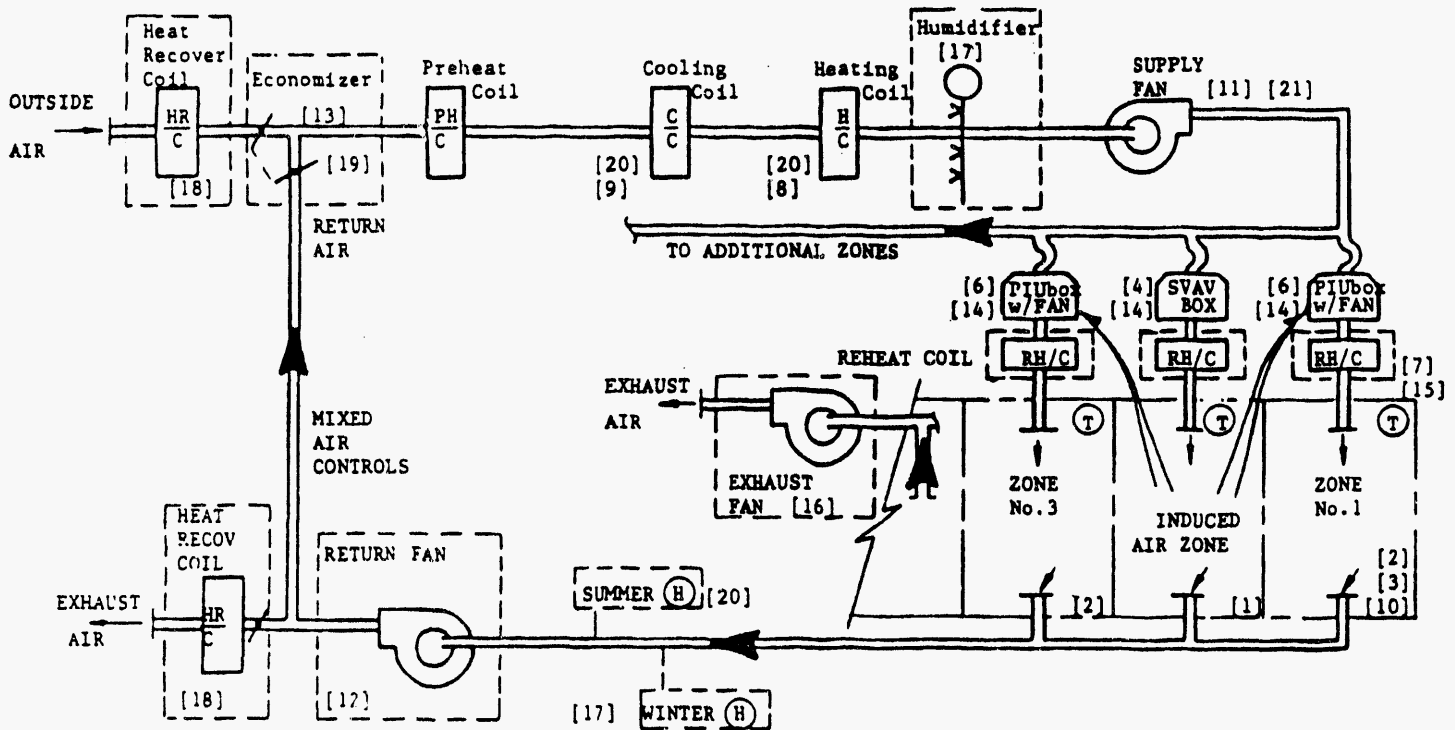 Heat
Recover
Coil
HR
C
[18]
OUTSIDE
AIR
Economizer
[13]
[19]
RETURN
AIR
Preheat
Coil
PH
C
Cooling
Coil
C
C
[20]
[9]
Heating
Coil
H
C
[20]
[8]
Humidifier
[17]
SUPPLY
FAN
[11] [21]
TO ADDITIONAL ZONES
[6]
[14]
PIUbox
w/FAN
[4]
[14]
SVAV
BOX
[6]
[14]
PIUbox
w/FAN
REHEAT COIL
RH/C
RH/C
RH/C
[7]
[15]
EXHAUST
AIR
EXHAUST
FAN [16]
T
T
T
MIXED
AIR
CONTROLS
ZONE
No.3
INDUCED
AIR ZONE
ZONE
No.1
[2]
[3]
[10]
[2]
[1]
HEAT
RECOV
COIL
HR
C
[18]
EXHAUST
AIR
RETURN FAN
[12]
SUMMER H
[20]
[17]
WINTER H